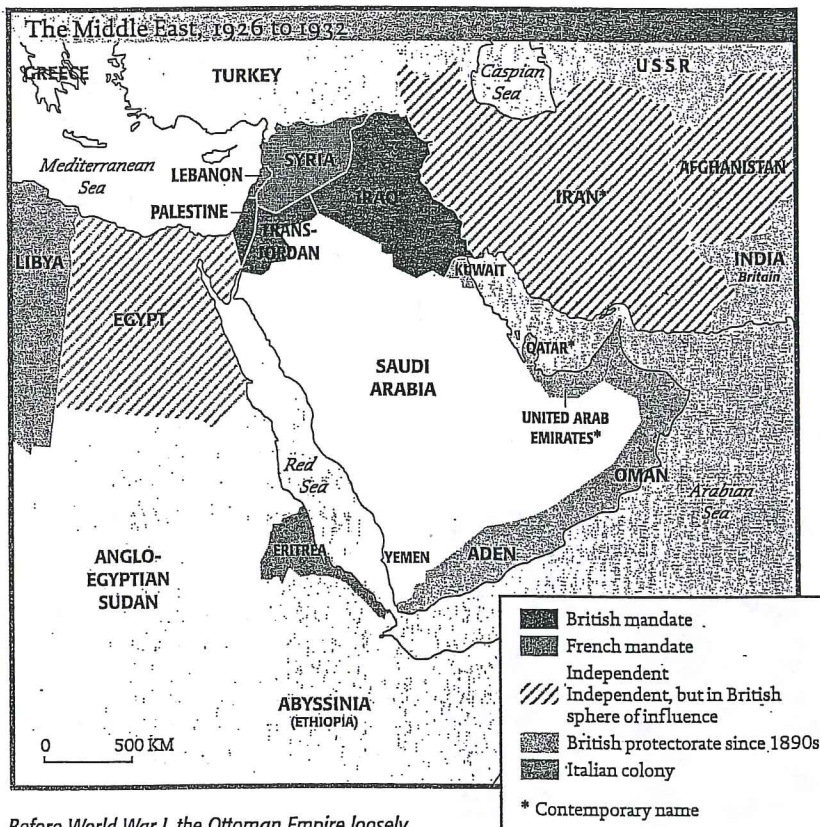 The Middle East, 1926 to 1932
GREECE
TURKEY
Caspian
Sea
USSR
Mediterranean
Sea
LEBANON
SYRIA
PALESTINE
IRAQ
IRAN*
AFGHANISTAN
LIBYA
TRANS-
JORDAN
KUWAIT
INDIA
Britain
EGYPT
QATAR*
SAUDI
ARABIA
UNITED ARAB
EMIRATES*
OMAN
Arabian
Sea
Red
Sea
ERITREA
YEMEN
ADEN
ANGLO-
EGYPTIAN
SUDAN
ABYSSINIA
(ETHIOPIA)
0 500 KM
British mandate
French mandate
Independent
Independent, but in British
sphere of influence
British protectorate since 1890s
Italian colony
* Contemporary name
Before World War I, the Ottoman Empire loosely